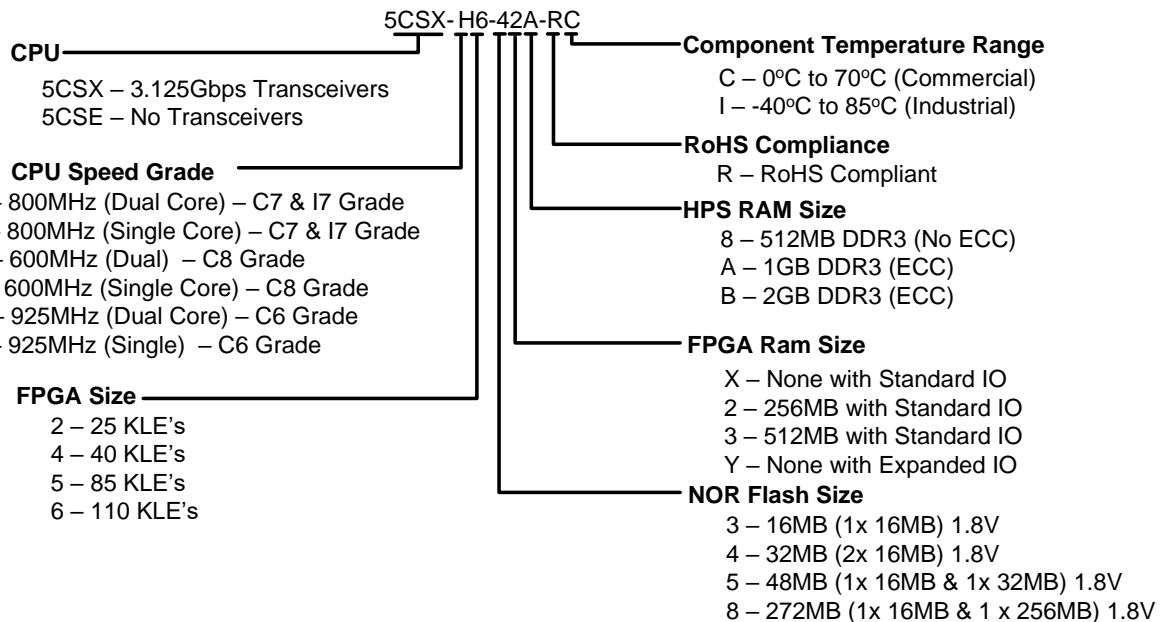 5CSX-H6-42A-RC
CPU
5CSX – 3.125Gbps Transceivers
5CSE – No Transceivers
CPU Speed Grade
- 800MHz (Dual Core) – C7 & I7 Grade
- 800MHz (Single Core) – C7 & I7 Grade
- 600MHz (Dual) – C8 Grade
600MHz (Single Core) – C8 Grade
- 925MHz (Dual Core) – C6 Grade
- 925MHz (Single) – C6 Grade
FPGA Size
2 – 25 KLE's
4 – 40 KLE's
5 – 85 KLE's
6 – 110 KLE's
Component Temperature Range
C – 0°C to 70°C (Commercial)
I – -40°C to 85°C (Industrial)
RoHS Compliance
R – RoHS Compliant
HPS RAM Size
8 – 512MB DDR3 (No ECC)
A – 1GB DDR3 (ECC)
B – 2GB DDR3 (ECC)
FPGA Ram Size
X – None with Standard IO
2 – 256MB with Standard IO
3 – 512MB with Standard IO
Y – None with Expanded IO
NOR Flash Size
3 – 16MB (1x 16MB) 1.8V
4 – 32MB (2x 16MB) 1.8V
5 – 48MB (1x 16MB & 1x 32MB) 1.8V
8 – 272MB (1x 16MB & 1 x 256MB) 1.8V